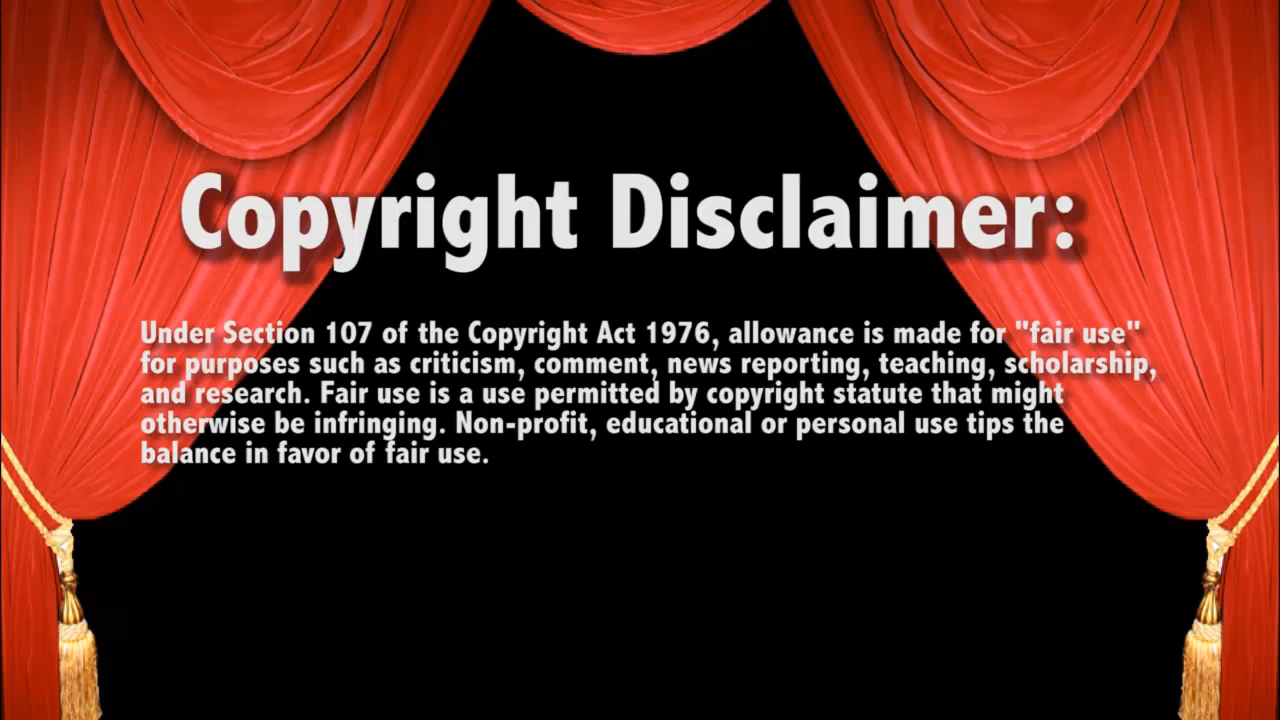 Copyright Disclaimer:
Under Section 107 of the Copyright Act 1976, allowance is made for "fair use"
for purposes such as criticism, comment, news reporting, teaching, scholarship,
and research. Fair use is a use permitted by copyright statute that might
otherwise be infringing. Non-profit, educational or personal use tips the
balance in favor of fair use.